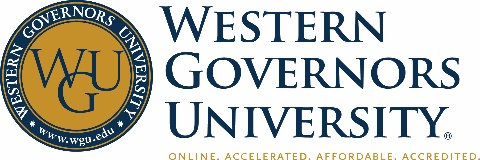 WESTERN GOVERNORS UNIVERSITY
WGU
• www.wgu.edu •
WESTERN
GOVERNORS
UNIVERSITY®
ONLINE. ACCELERATED. AFFORDABLE. ACCREDITED.